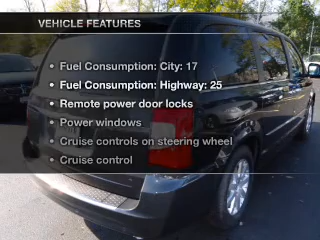 VEHICLE FEATURES
• Fuel Consumption: City: 17
• Fuel Consumption: Highway: 25
• Remote power door locks
• Power windows
• Cruise controls on steering wheel
• Cruise control